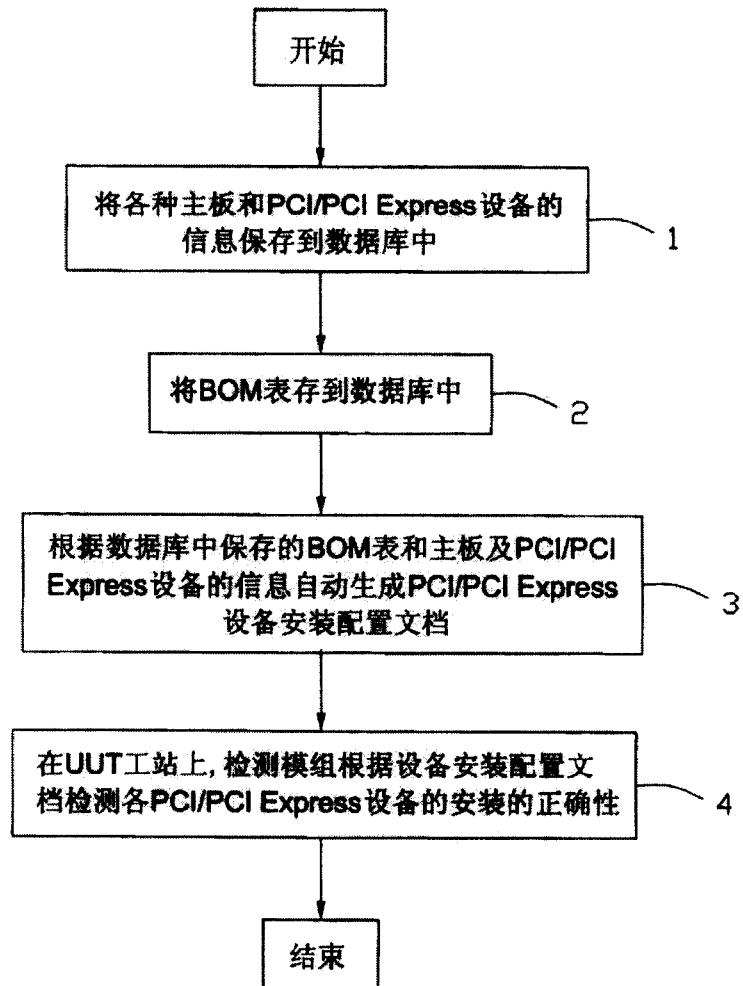 开始
将各种主板和PCI/PCI Express设备的
信息保存到数据库中
1
将BOM表存到数据库中
2
根据数据库中保存的BOM表和主板及PCI/PCI
Express设备的信息自动生成PCI/PCI Express
设备安装配置文档
3
在UUT工站上,检测模组根据设备安装配置文
档检测各PCI/PCI Express设备的安装的正确性
4
结束